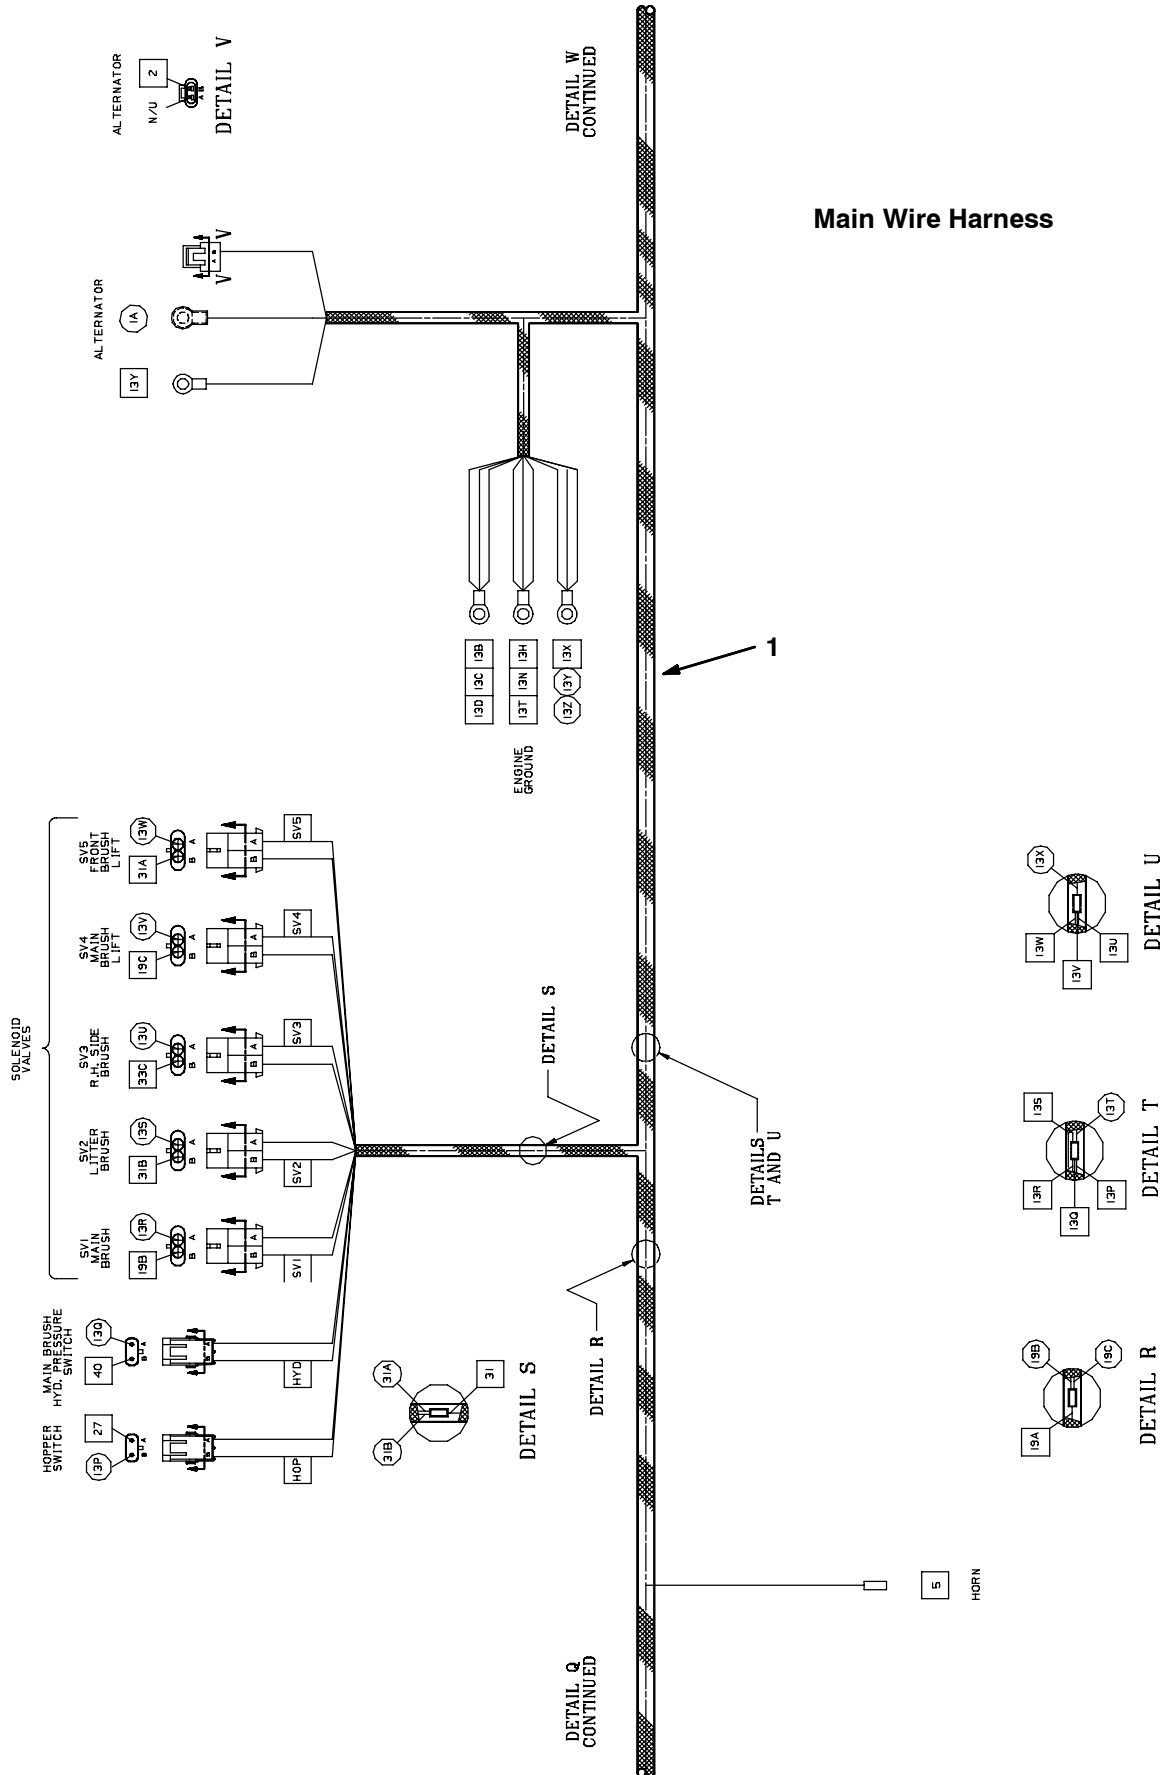 Main Wire Harness
1
ALTERNATOR
N/U
2
A B
DETAIL V
DETAIL W
CONTINUED
V
V
A B
ALTERNATOR
1A
13Y
13D 13C 13B
13T 13N 13H
13Z 13Y 13X
ENGINE
GROUND
SOLENOID
VALVES
SV5
FRONT
BRUSH
LIFT
31A
13W
B
A
B
A
SV5
SV4
MAIN
BRUSH
LIFT
19C
13V
B
A
B
A
SV4
SV3
R.H. SIDE
BRUSH
33C
13U
B
A
B
A
SV3
SV2
LITTER
BRUSH
31B
13S
B
A
B
A
SV2
SV1
MAIN
BRUSH
19B
13R
B
A
B
A
SV1
MAIN BRUSH
HYD. PRESSURE
SWITCH
40
13Q
B
A
HYD
HOPPER
SWITCH
13P
27
B
A
HOP
DETAIL S
DETAILS
T AND U
DETAIL R
31A
31B
31
DETAIL S
13X
13W
13V
13U
DETAIL U
13S
13T
13R
13Q
13P
DETAIL T
19B
19C
19A
DETAIL R
5
HORN
DETAIL Q
CONTINUED